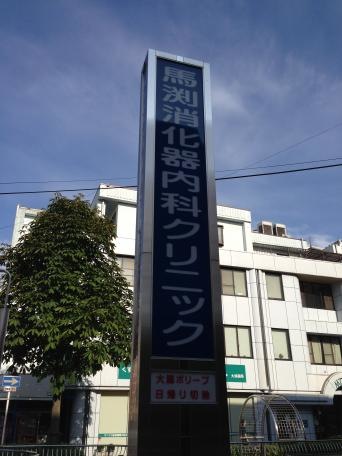 馬渕消化器内科クリニック
大腸ポリープ
日帰り切除